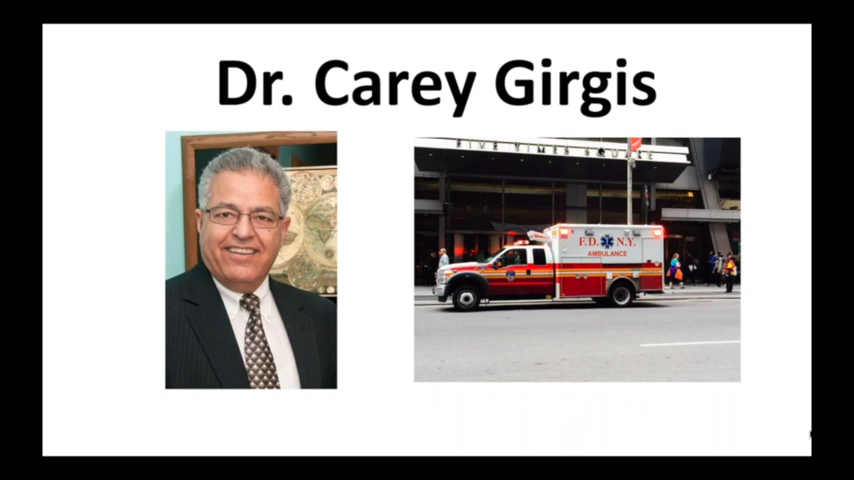 Dr. Carey Girgis
FIVE TIMES SQUARE
F.D. N.Y.
AMBULANCE